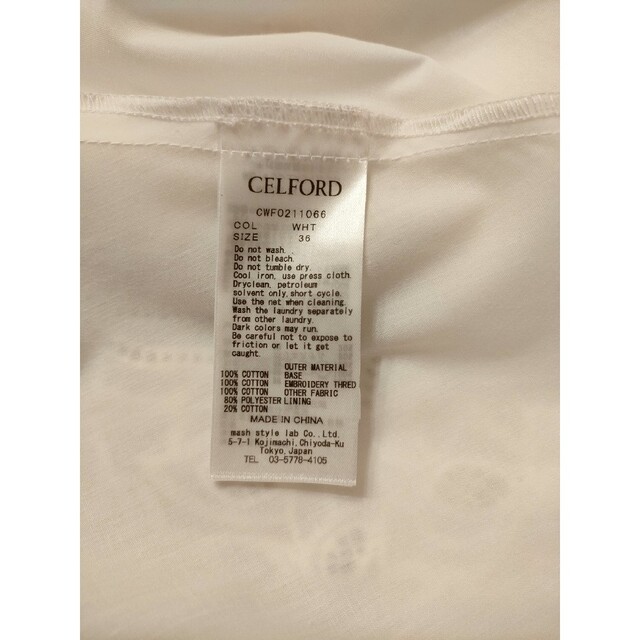 CELFORD
CWF0211066
COL WHT
SIZE 36
Do not wash.
Do not bleach.
Do not tumble dry.
Cool iron, use press cloth.
Dryclean, petroleum
solvent only,short cycle.
Use the net when cleaning.
Wash the laundry separately
from other laundry.
Dark colors may run.
Be careful not to expose to
friction or let it get
caught.
OUTER MATERIAL
100% COTTON BASE
100% COTTON EMBROIDERY THRED
100% COTTON OTHER FABRIC
80% POLYESTER LINING
20% COTTON
MADE IN CHINA
mash style lab Co.,Ltd.
5-7-1 Kojimachi,Chiyoda-Ku
Tokyo,Japan
TEL 03-5778-4105